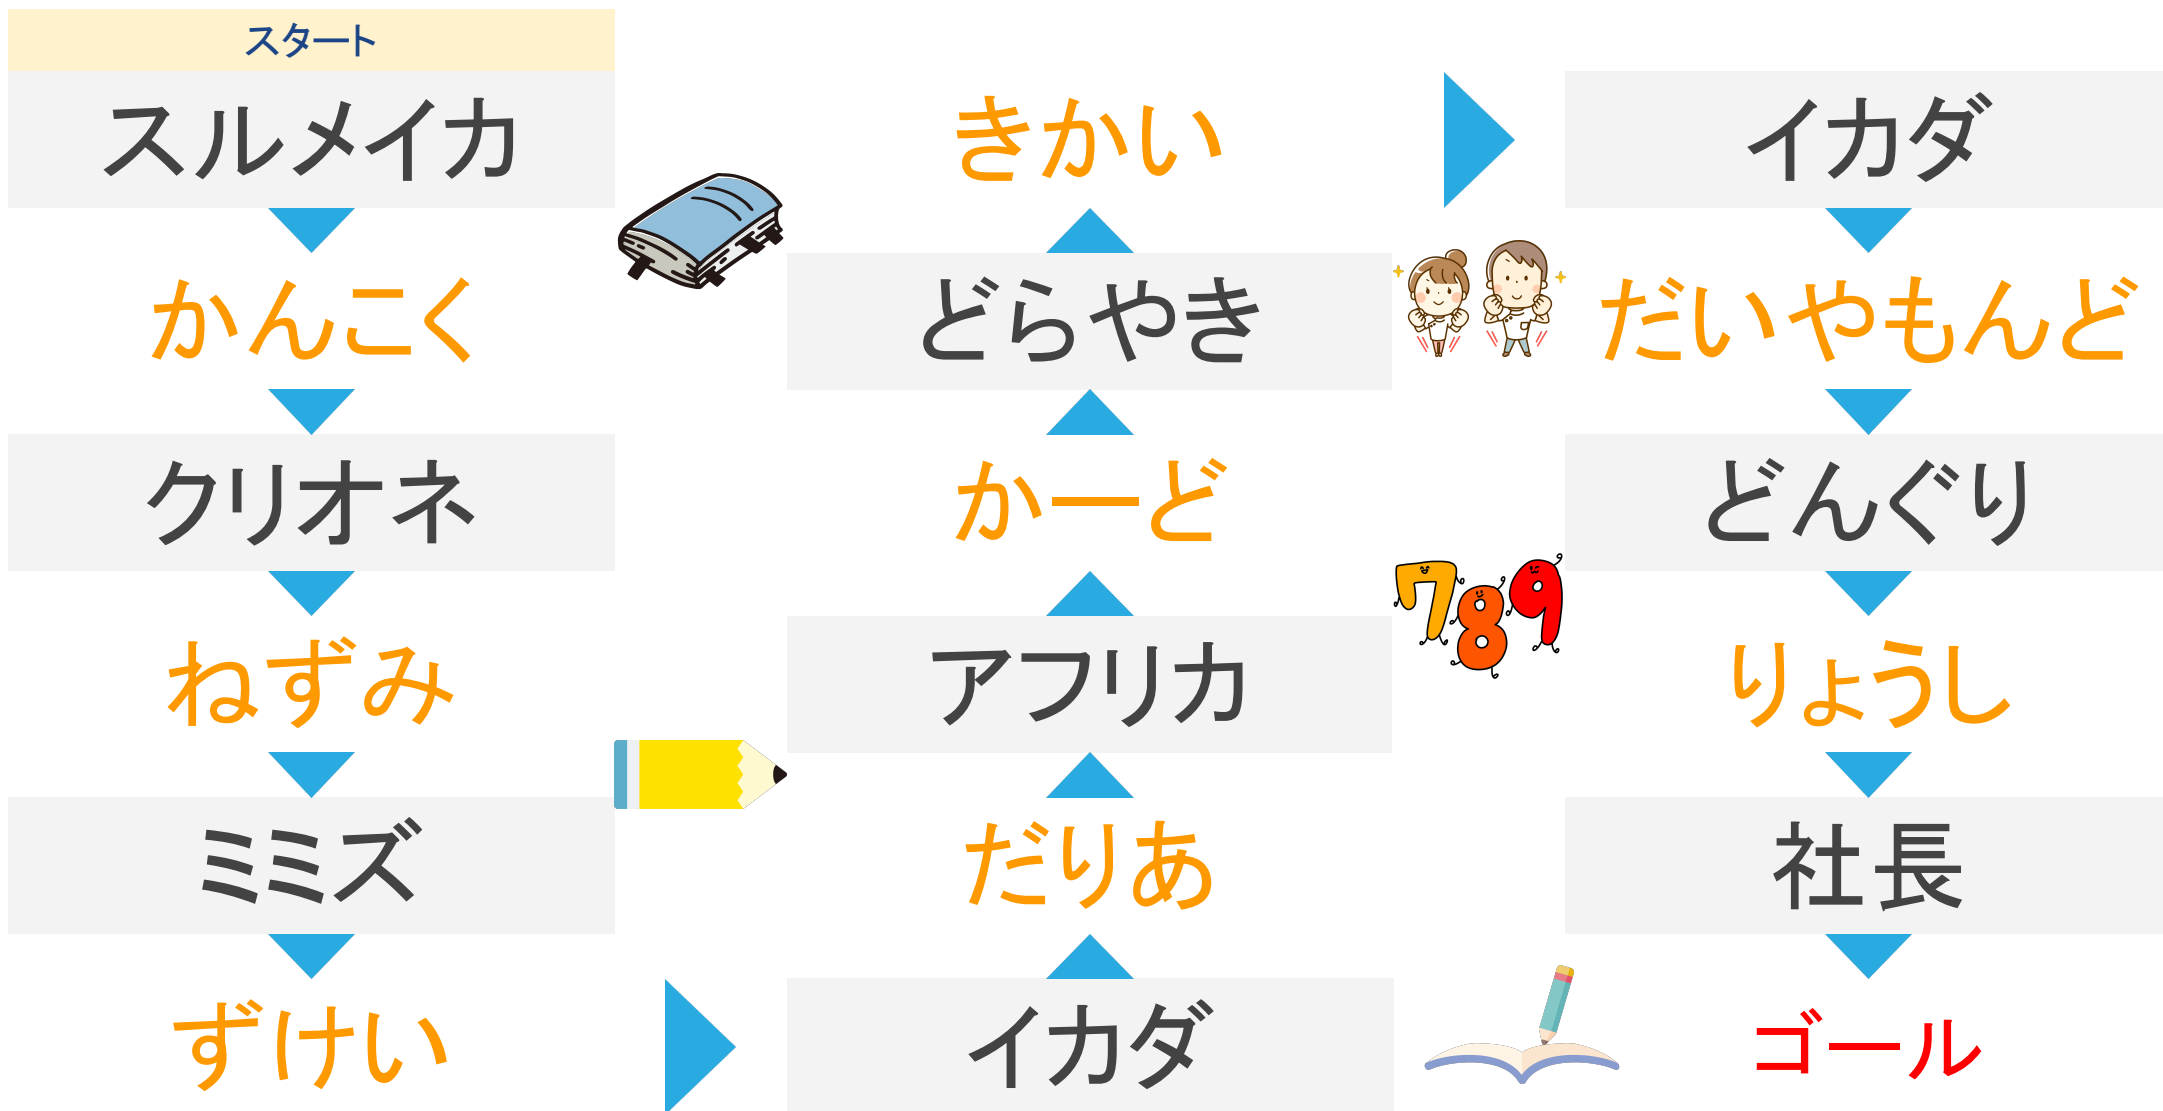 スタート
スルメイカ
かんこく
クリオネ
ねずみ
ミミズ
ずけい
イカダ
だりあ
アフリカ
かーど
どらやき
きかい
イカダ
だいやもんど
どんぐり
りょうし
社長
ゴール
789